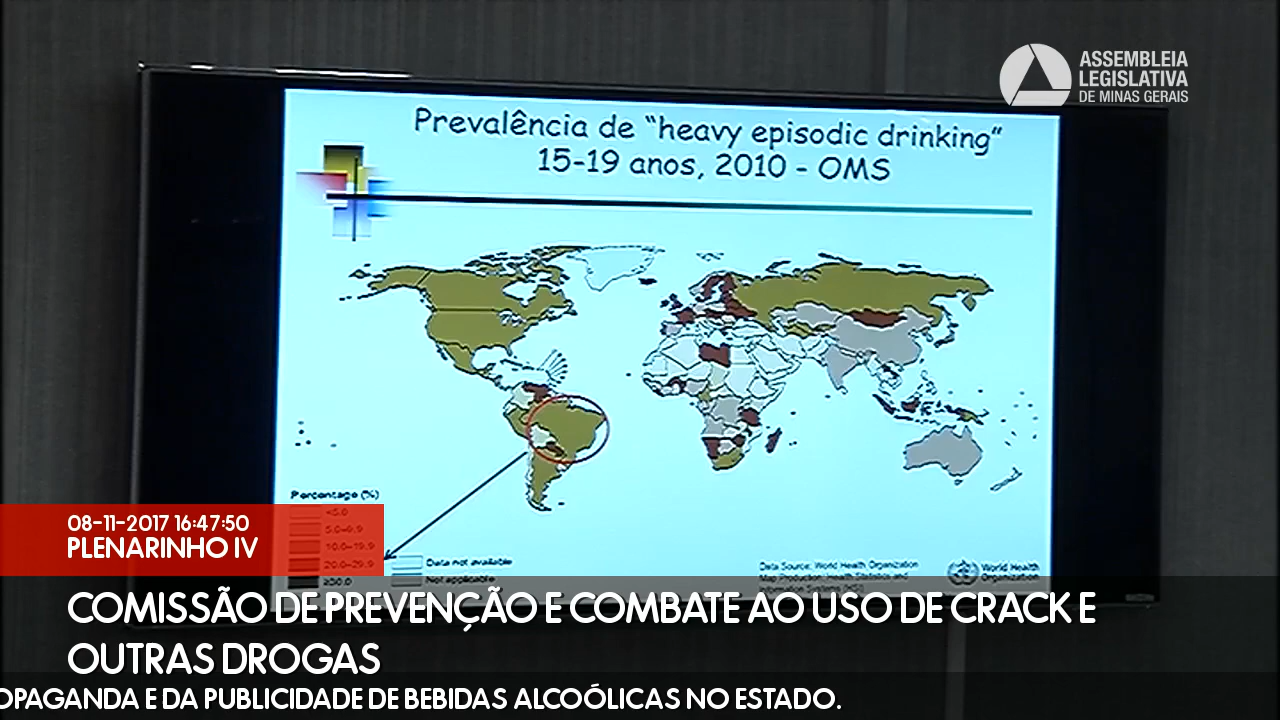 ASSEMBLEIA
LEGISLATIVA
DE MINAS GERAIS
Prevalência de “heavy episodic drinking”
15-19 anos, 2010 - OMS
Percentage (%)
<5.0
5.0–9.9
10.0–19.9
20.0–29.9
≥30.0
Data not available
Not applicable
Data Source: World Health Organization
Map Production: Health Statistics and
World Health
Organization
08-11-2017 16:47:50
PLENARINHO IV
COMISSÃO DE PREVENÇÃO E COMBATE AO USO DE CRACK E
OUTRAS DROGAS
OPAGANDA E DA PUBLICIDADE DE BEBIDAS ALCOÓLICAS NO ESTADO.